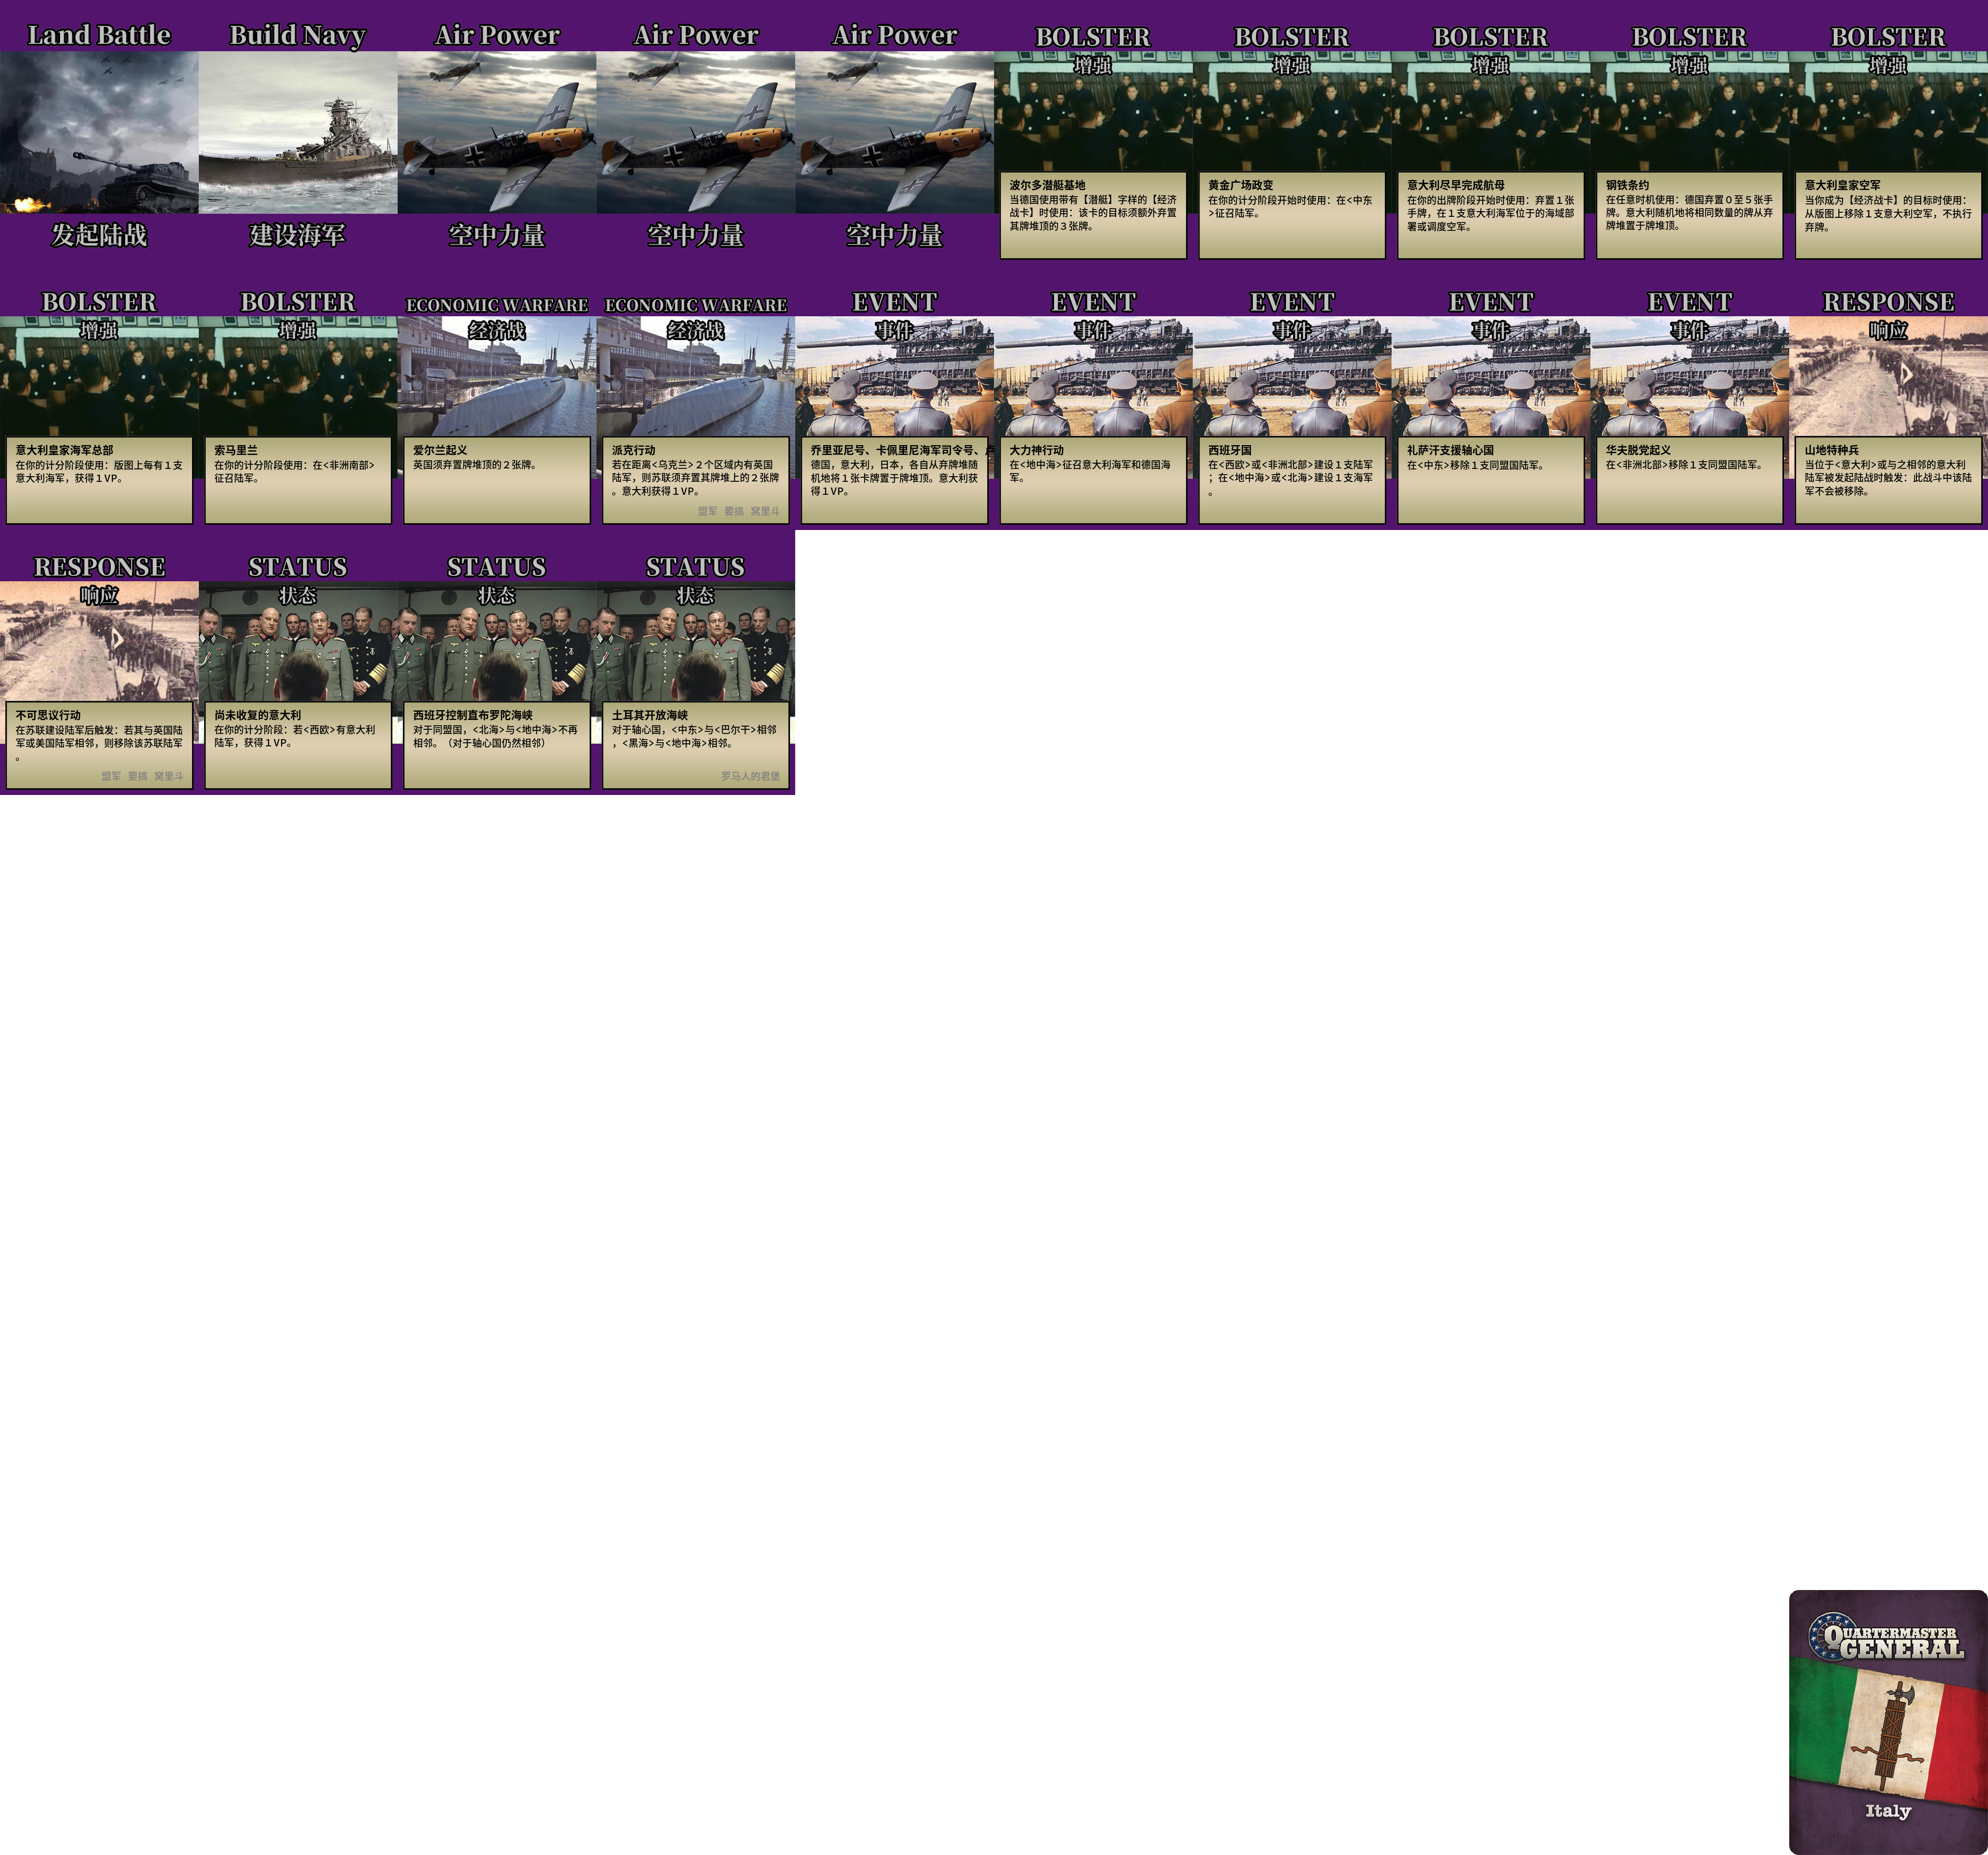 Land Battle
发起陆战
Build Navy
建设海军
Air Power
空中力量
Air Power
空中力量
Air Power
空中力量
BOLSTER
增强
波尔多潜艇基地
当德国使用带有【潜艇】字样的【经济
战卡】时使用：该卡的目标须额外弃置
其牌堆顶的３张牌。
BOLSTER
增强
黄金广场政变
在你的计分阶段开始时使用：在<中东
>征召陆军。
BOLSTER
增强
意大利尽早完成航母
在你的出牌阶段开始时使用：弃置１张
手牌，在１支意大利海军位于的海域部
署或调度空军。
BOLSTER
增强
钢铁条约
在任意时机使用：德国弃置０至５张手
牌。意大利随机地将相同数量的牌从弃
牌堆置于牌堆顶。
BOLSTER
增强
意大利皇家空军
当你成为【经济战卡】的目标时使用：
从版图上移除１支意大利空军，不执行
弃牌。
BOLSTER
增强
意大利皇家海军总部
在你的计分阶段使用：版图上每有１支
意大利海军，获得１VP。
BOLSTER
增强
索马里兰
在你的计分阶段使用：在<非洲南部>
征召陆军。
ECONOMIC WARFARE
经济战
爱尔兰起义
英国须弃置牌堆顶的２张牌。
ECONOMIC WARFARE
经济战
派克行动
若在距离<乌克兰>２个区域内有英国
陆军，则苏联须弃置其牌堆上的２张牌
。意大利获得１VP。
盟军 要搞 窝里斗
EVENT
事件
乔里亚尼号、卡佩里尼海军司令号、
德国，意大利，日本，各自从弃牌堆随
机地将１张卡牌置于牌堆顶。意大利获
得１VP。
EVENT
事件
大力神行动
在<地中海>征召意大利海军和德国海
军。
EVENT
事件
西班牙国
在<西欧>或<非洲北部>建设１支陆军
；在<地中海>或<北海>建设１支海军
。
EVENT
事件
礼萨汗支援轴心国
在<中东>移除１支同盟国陆军。
EVENT
事件
华夫脱党起义
在<非洲北部>移除１支同盟国陆军。
RESPONSE
响应
山地特种兵
当位于<意大利>或与之相邻的意大利
陆军被发起陆战时触发：此战斗中该陆
军不会被移除。
RESPONSE
响应
不可思议行动
在苏联建设陆军后触发：若其与英国陆
军或美国陆军相邻，则移除该苏联陆军
。
盟军 要搞 窝里斗
STATUS
状态
尚未收复的意大利
在你的计分阶段：若<西欧>有意大利
陆军，获得１VP。
STATUS
状态
西班牙控制直布罗陀海峡
对于同盟国，<北海>与<地中海>不再
相邻。（对于轴心国仍然相邻）
STATUS
状态
土耳其开放海峡
对于轴心国，<中东>与<巴尔干>相邻
，<黑海>与<地中海>相邻。
罗马人的君堡
QUARTERMASTER
GENERAL
Italy